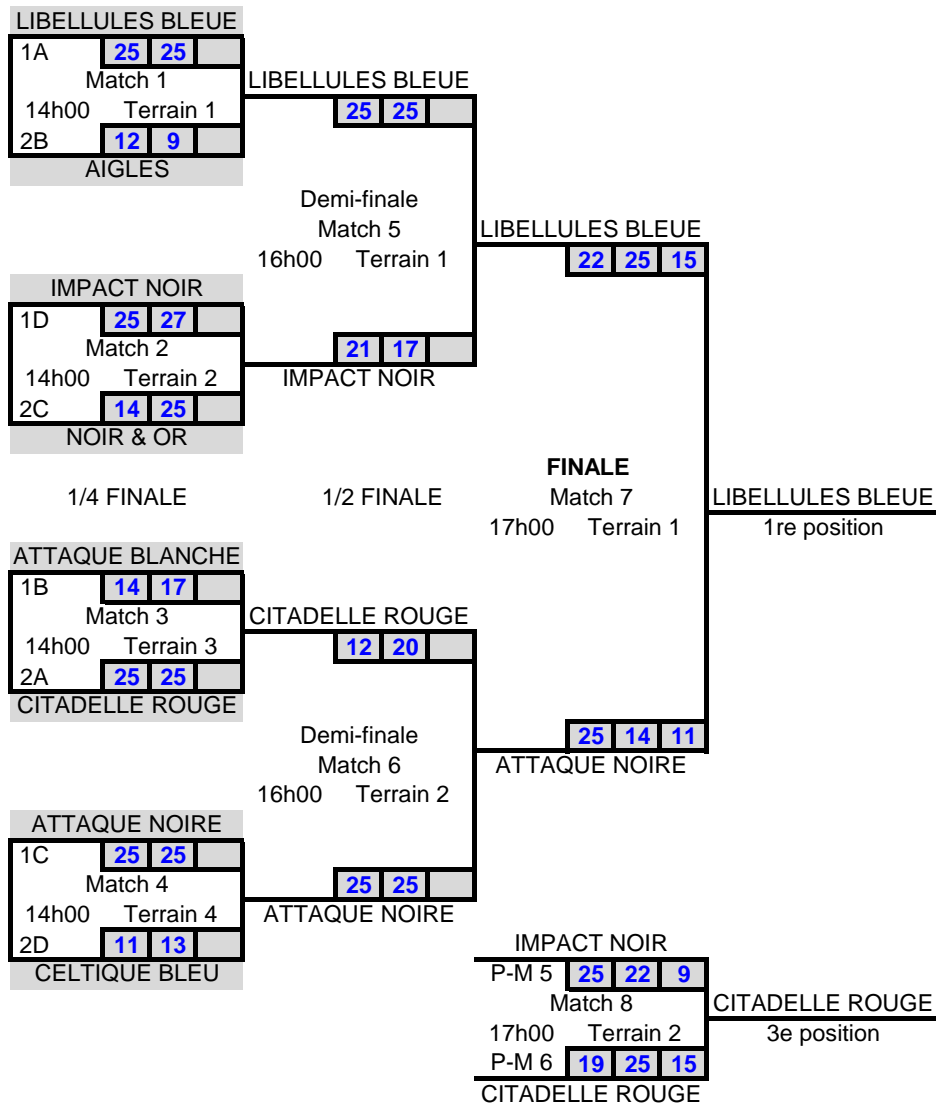 LIBELLULES BLEUE
1A 25 25
Match 1
14h00 Terrain 1
2B 12 9
AIGLES
LIBELLULES BLEUE
25 25
Demi-finale
Match 5
16h00 Terrain 1
21 17
IMPACT NOIR
IMPACT NOIR
1D 25 27
Match 2
14h00 Terrain 2
2C 14 25
NOIR & OR
LIBELLULES BLEUE
22 25 15
FINALE
Match 7
17h00 Terrain 1
25 14 11
ATTAQUE NOIRE
LIBELLULES BLEUE
1re position
1/4 FINALE
1/2 FINALE
ATTAQUE BLANCHE
1B 14 17
Match 3
14h00 Terrain 3
2A 25 25
CITADELLE ROUGE
CITADELLE ROUGE
12 20
Demi-finale
Match 6
16h00 Terrain 2
25 25
ATTAQUE NOIRE
ATTAQUE NOIRE
1C 25 25
Match 4
14h00 Terrain 4
2D 11 13
CELTIQUE BLEU
IMPACT NOIR
P-M 5 25 22 9
Match 8
17h00 Terrain 2
P-M 6 19 25 15
CITADELLE ROUGE
CITADELLE ROUGE
3e position